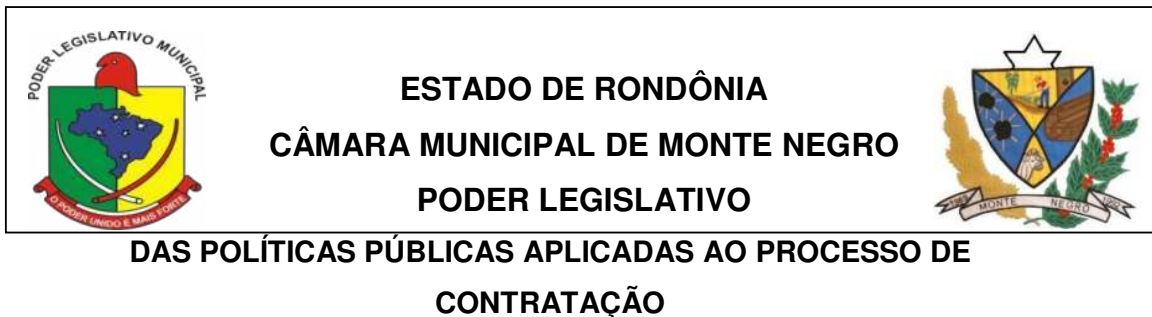 PODER LEGISLATIVO MUNICIPAL
O PODER UNIDO É MAIS FORTE
ESTADO DE RONDÔNIA
CÂMARA MUNICIPAL DE MONTE NEGRO
PODER LEGISLATIVO
MONTE NEGRO
DAS POLÍTICAS PÚBLICAS APLICADAS AO PROCESSO DE
CONTRATAÇÃO